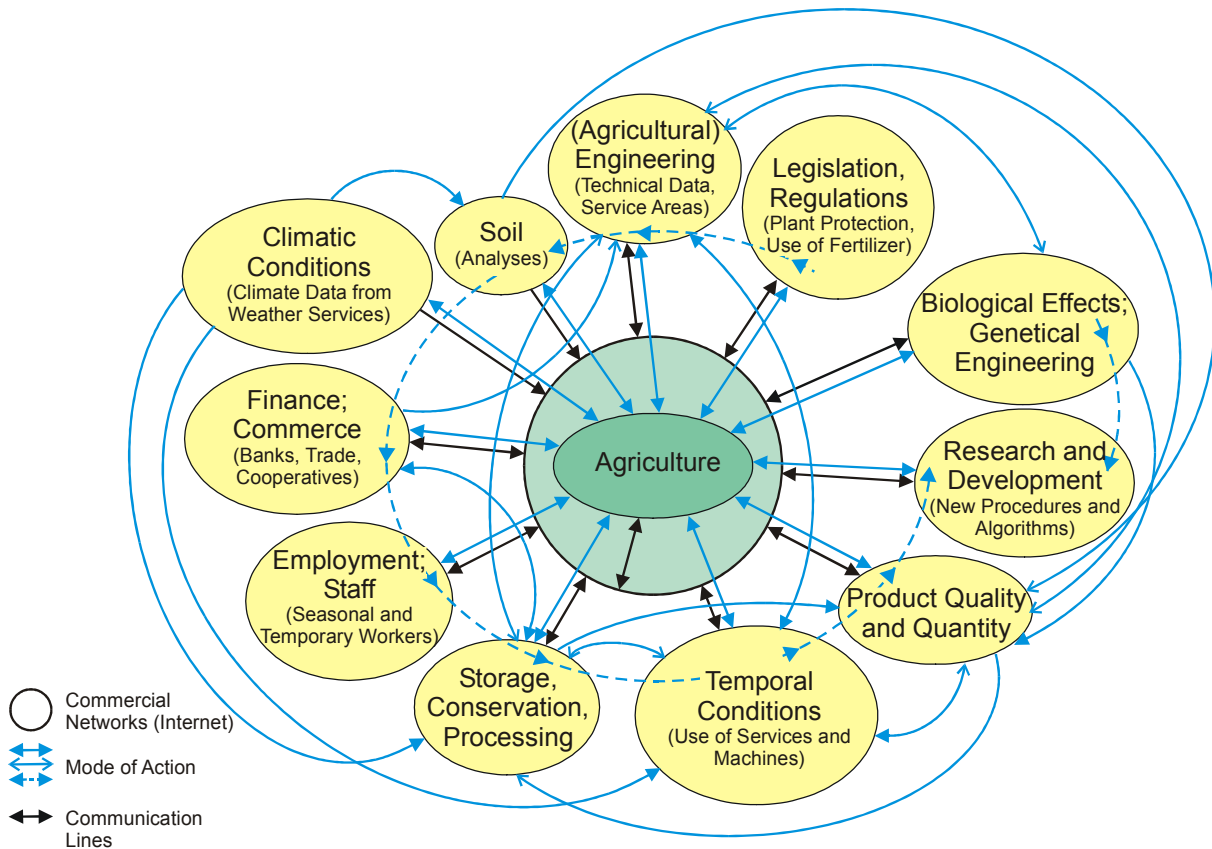 (Agricultural)
Engineering
(Technical Data,
Service Areas)
Legislation,
Regulations
(Plant Protection,
Use of Fertilizer)
Soil
(Analyses)
Climatic
Conditions
(Climate Data from
Weather Services)
Biological Effects;
Genetical
Engineering
Finance;
Commerce
(Banks, Trade,
Cooperatives)
Agriculture
Research and
Development
(New Procedures and
Algorithms)
Employment;
Staff
(Seasonal and
Temporary Workers)
Product Quality
and Quantity
Storage,
Conservation,
Processing
Temporal
Conditions
(Use of Services and
Machines)
Commercial
Networks (Internet)
Mode of Action
Communication
Lines